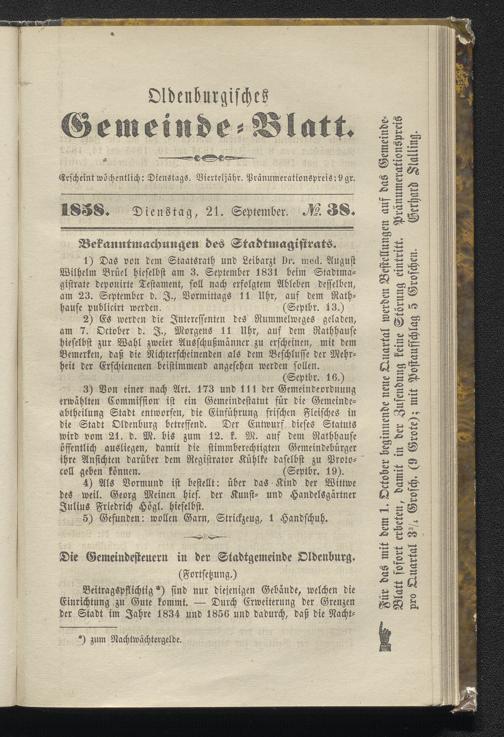 Oldenburgisches
Gemeinde-Blatt.
Erscheint wöchentlich: Dienstags. Vierteljähr. Pränumerationspreis: 9 gr.
1858. Dienstag, 21. September. № 38.
Bekanntmachungen des Stadtmagistrats.
1) Das von dem Staatsrath und Leibarzt Dr. med. August
Wilhelm Brüel hieselbst am 3. September 1831 beim Stadtma-
gistrate deponirte Testament, soll nach erfolgtem Ableben desselben,
am 23. September d. J., Vormittags 11 Uhr, auf dem Rath-
hause publicirt werden. (Septbr. 13.)
2) Es werden die Interessenten des Rummelweges geladen,
am 7. October d. J., Morgens 11 Uhr, auf dem Rathhause
hieselbst zur Wahl zweier Ausschußmänner zu erscheinen, mit dem
Bemerken, daß die Nichterscheinenden als dem Beschlusse der Mehr-
heit der Erschienenen beistimmend angesehen werden sollen.
(Septbr. 16.)
3) Von einer nach Art. 173 und 111 der Gemeindeordnung
erwählten Commission ist ein Gemeindestatut für die Gemeinde-
abtheilung Stadt entworfen, die Einführung frischen Fleisches in
die Stadt Oldenburg betreffend. Der Entwurf dieses Statuts
wird vom 21. d. M. bis zum 12. k. M. auf dem Rathhause
öffentlich ausliegen, damit die stimmberechtigten Gemeindebürger
ihre Ansichten darüber dem Registrator Kühlke daselbst zu Proto-
coll geben können. (Septbr. 19).
4) Als Vormund ist bestellt: über das Kind der Wittwe
des weil. Georg Meinen hies. der Kunst- und Handelsgärtner
Julius Friedrich Högl. hieselbst.
5) Gefunden: wollen Garn, Strickzeug, 1 Handschuh.
Die Gemeindesteuern in der Stadtgemeinde Oldenburg.
(Fortsetzung.)
Beitragspflichtig *) sind nur diejenigen Gebäude, welchen die
Einrichtung zu Gute kommt. — Durch Erweiterung der Grenzen
der Stadt im Jahre 1834 und 1856 und dadurch, daß die Nacht-
*) zum Nachtwächtergelde.
Für das mit dem 1. October beginnende neue Quartal werden Bestellungen auf das Gemeinde-
Blatt sofort erbeten, damit in der Zusendung keine Störung eintritt. Pränumerationspreis
pro Quartal 3¾ Grosch. (9 Grote); mit Postaufschlag 5 Groschen. Gerhard Stalling.